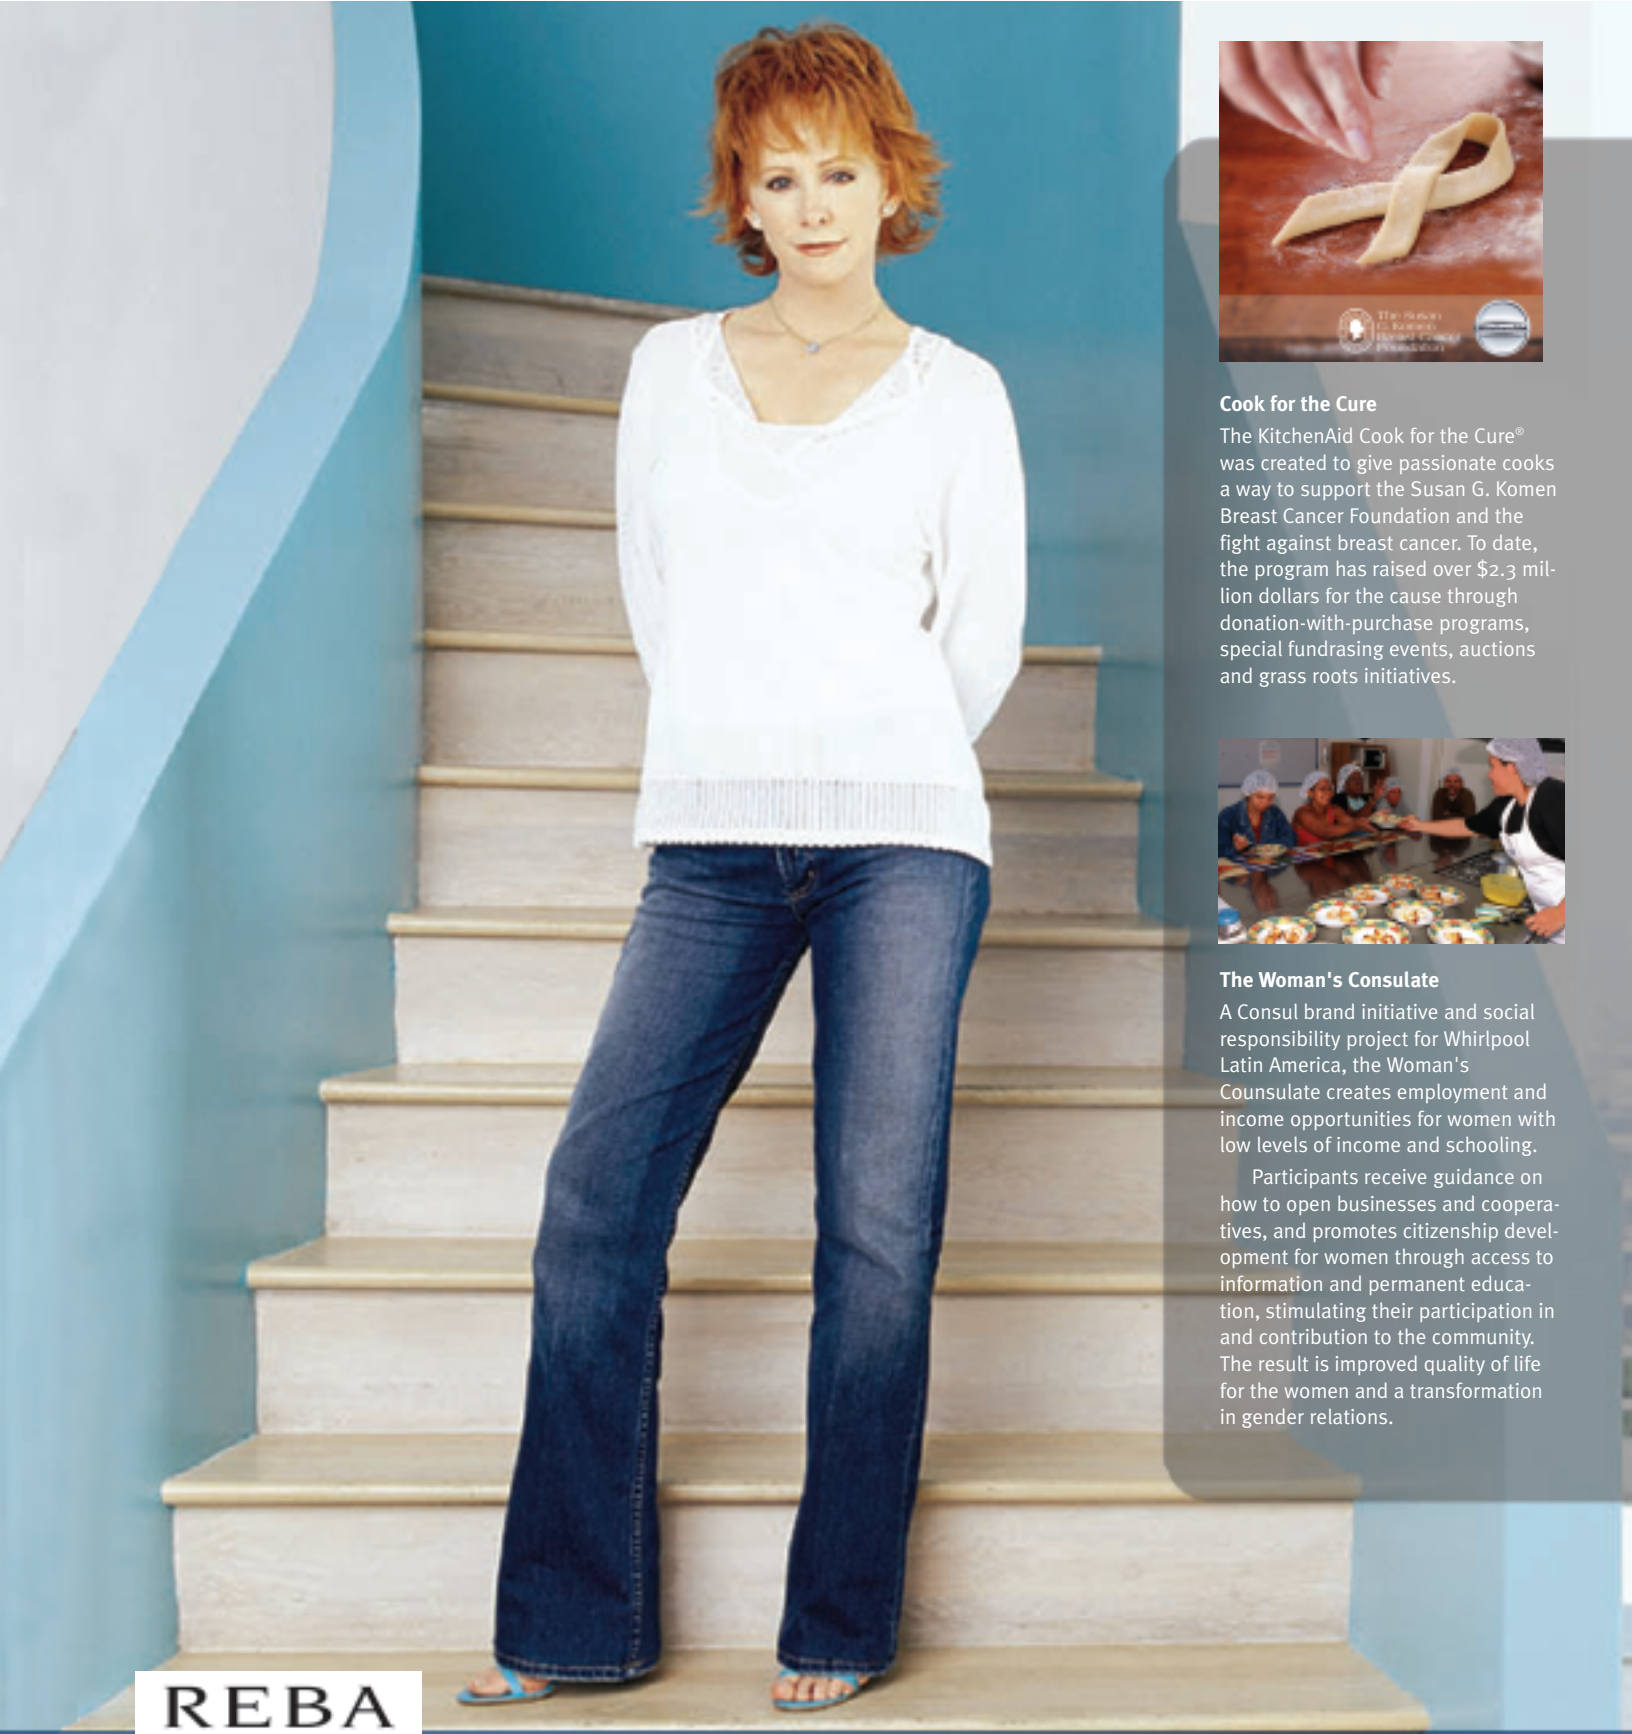 The Susan
G. Komen
Breast Cancer
Foundation
Cook for the Cure
The KitchenAid Cook for the Cure®
was created to give passionate cooks
a way to support the Susan G. Komen
Breast Cancer Foundation and the
fight against breast cancer. To date,
the program has raised over $2.3 mil-
lion dollars for the cause through
donation-with-purchase programs,
special fundrasing events, auctions
and grass roots initiatives.
The Woman's Consulate
A Consul brand initiative and social
responsibility project for Whirlpool
Latin America, the Woman's
Counsulate creates employment and
income opportunities for women with
low levels of income and schooling.
Participants receive guidance on
how to open businesses and coopera-
tives, and promotes citizenship devel-
opment for women through access to
information and permanent educa-
tion, stimulating their participation in
and contribution to the community.
The result is improved quality of life
for the women and a transformation
in gender relations.
REBA